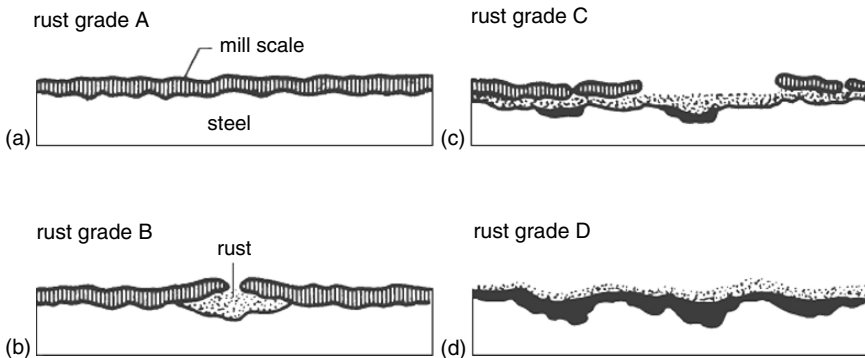 rust grade A
mill scale
steel
(a)
rust grade B
rust
(b)
rust grade C
(c)
rust grade D
(d)